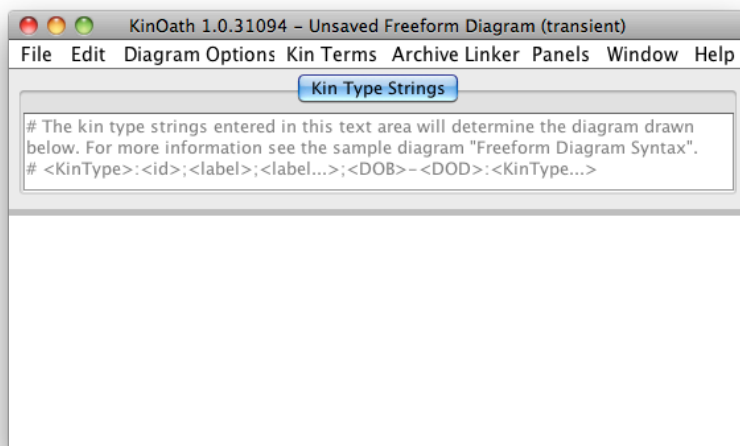 KinOath 1.0.31094 – Unsaved Freeform Diagram (transient)
File Edit Diagram Options Kin Terms Archive Linker Panels Window Help
Kin Type Strings
# The kin type strings entered in this text area will determine the diagram drawn
below. For more information see the sample diagram "Freeform Diagram Syntax".
# <KinType>:<id>;<label>;<label...>;<DOB>–<DOD>:<KinType...>